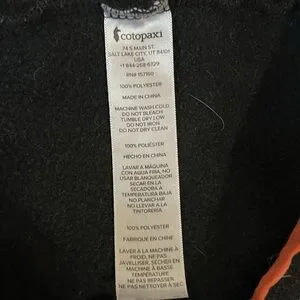 cotopaxi
74 S MAIN ST.
SALT LAKE CITY, UT 84101
USA
+1 844-268-6729
RN# 157160
100% POLYESTER
MADE IN CHINA
MACHINE WASH COLD
DO NOT BLEACH
TUMBLE DRY LOW
DO NOT IRON
DO NOT DRY CLEAN
100% POLIÉSTER
HECHO EN CHINA
LAVAR A MÁQUINA
CON AGUA FRÍA, NO
USAR BLANQUEADOR
SECAR EN LA
SECADORA A
TEMPERATURA BAJA
NO PLANCHAR
NO LLEVAR A LA
TINTORERÍA
100% POLYESTER
FABRIQUÉ EN CHINE
LAVER À LA MACHINE À
FROID, NE PAS
JAVELLISER, SÉCHER EN
MACHINE À BASSE
TEMPÉRATURE
NE PAS REPASSER
NE PAS NETTOYER À SEC